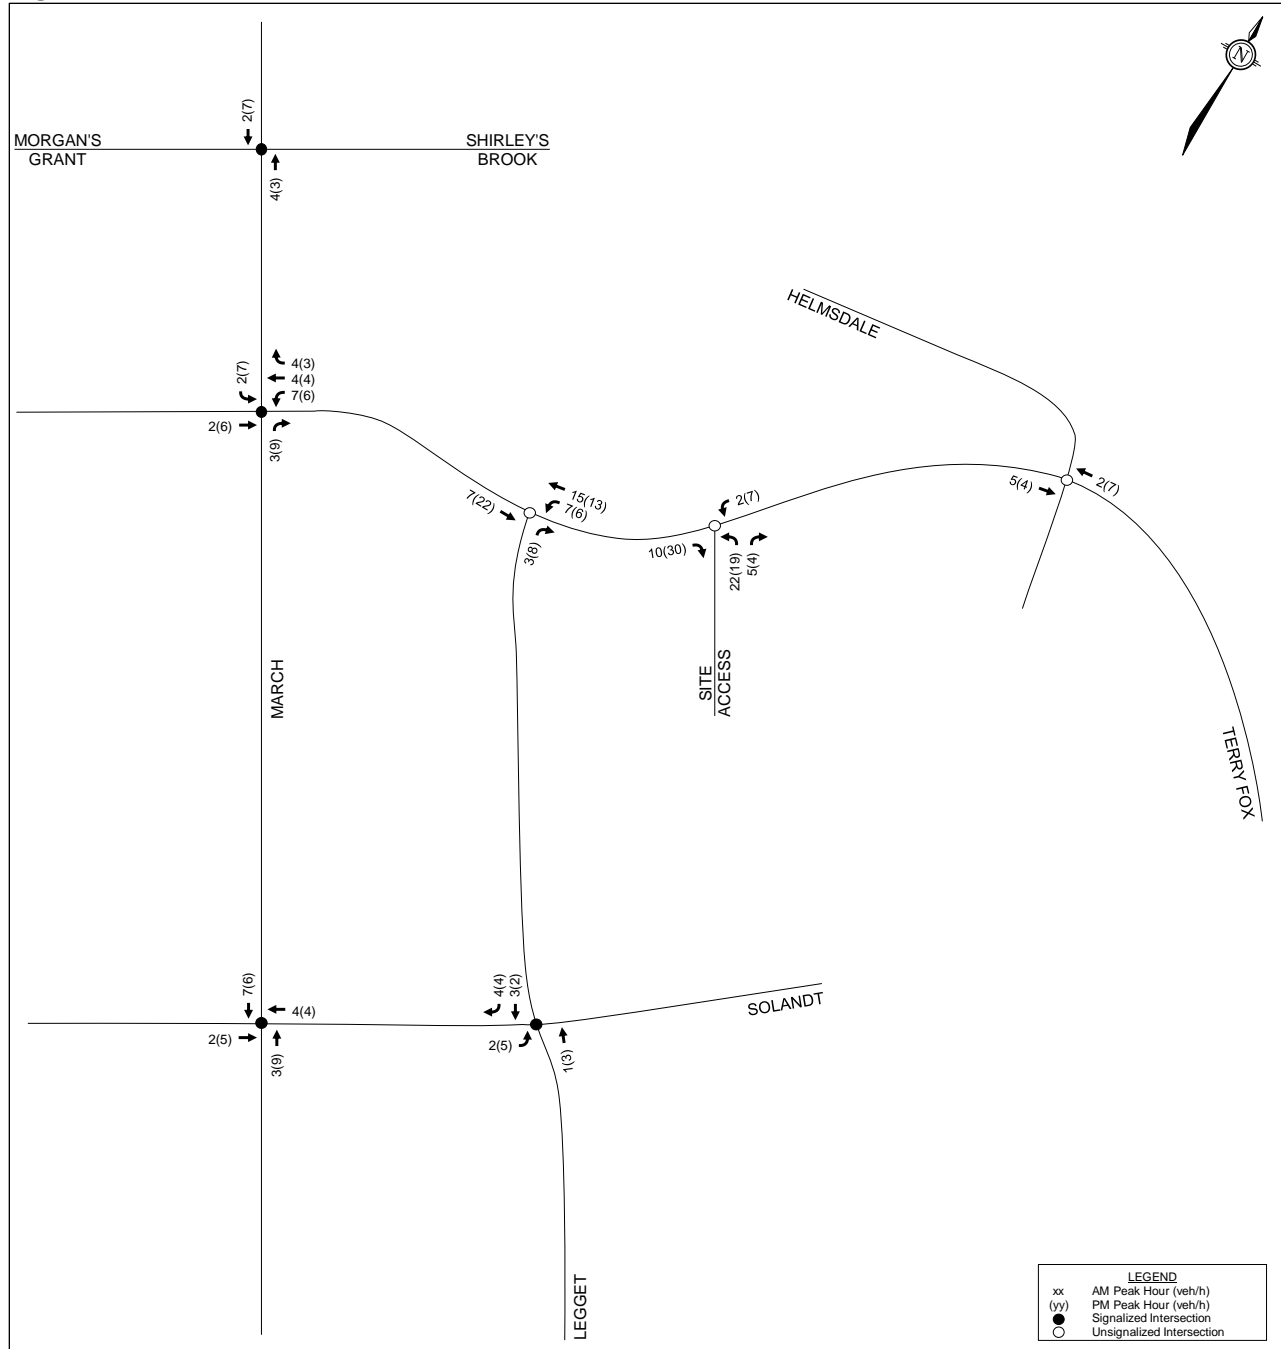 N
2(7)
MORGAN'S
GRANT
SHIRLEY'S
BROOK
4(3)
HELMSDALE
2(7)
4(3)
4(4)
7(6)
2(6)
3(9)
7(22)
15(13)
7(6)
3(8)
2(7)
10(30)
22(19)
5(4)
5(4)
2(7)
MARCH
SITE
ACCESS
TERRY FOX
7(6)
4(4)
2(5)
3(9)
4(4)
3(2)
2(5)
1(3)
SOLANDT
LEGGET
LEGEND
xx AM Peak Hour (veh/h)
(yy) PM Peak Hour (veh/h)
Signalized Intersection
Unsignalized Intersection